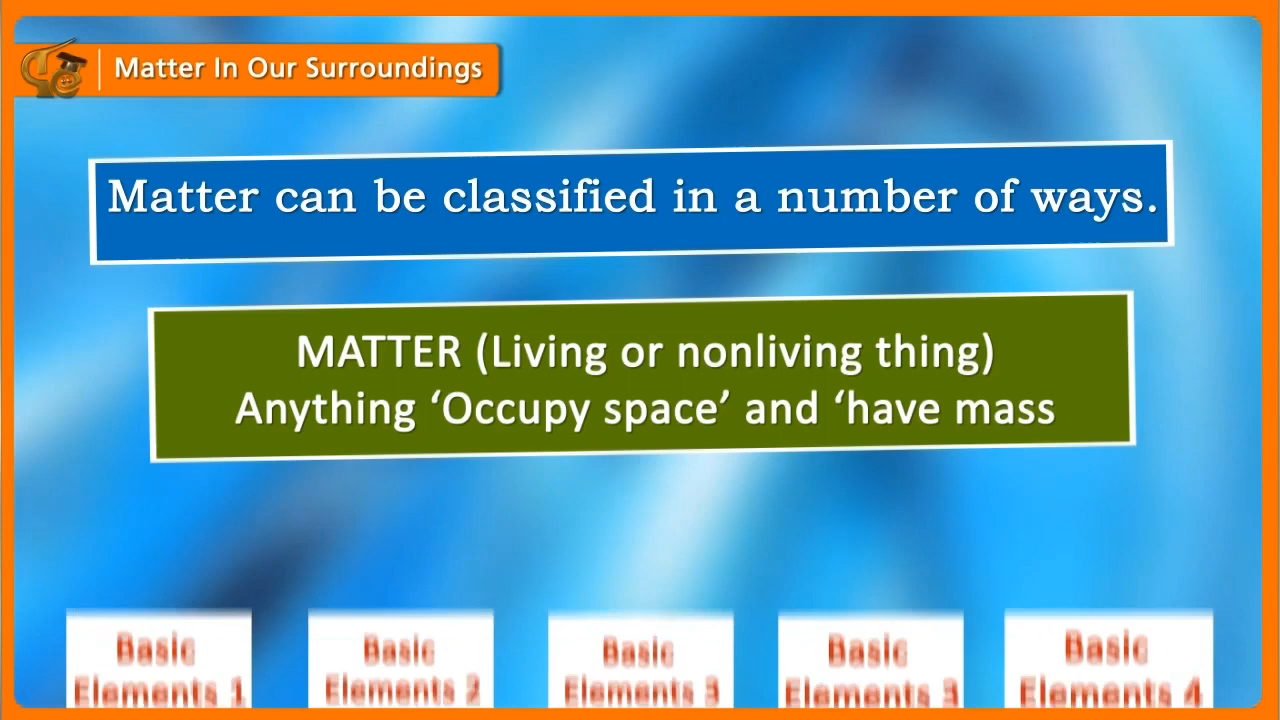 Matter In Our Surroundings
Matter can be classified in a number of ways.
MATTER (Living or nonliving thing)
Anything ‘Occupy space’ and ‘have mass
Basic
Elements 1
Basic
Elements 2
Basic
Elements 3
Basic
Elements 3
Basic
Elements 4